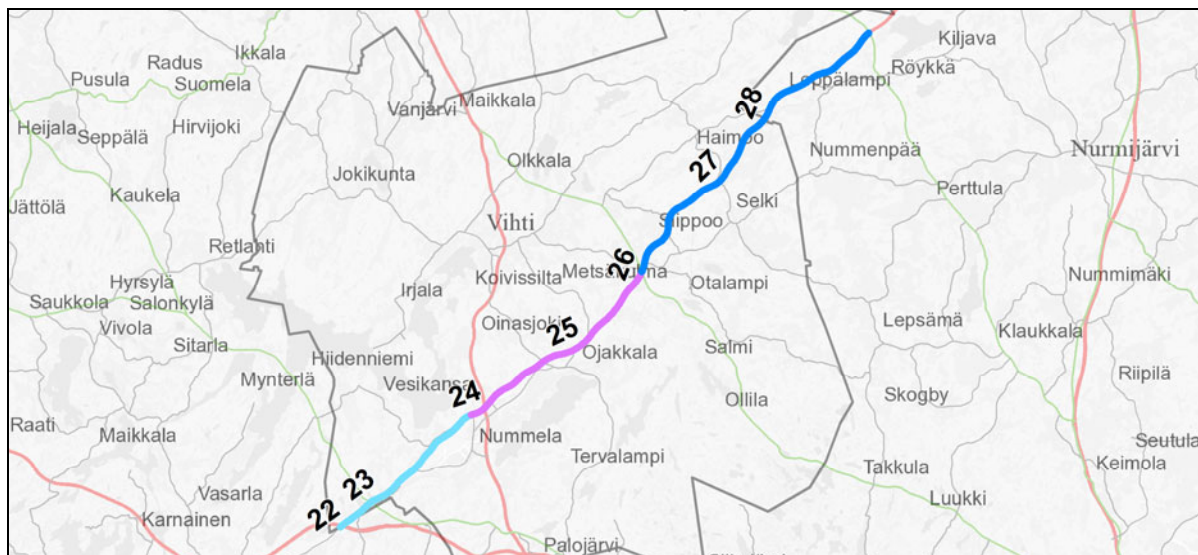 Kiljava
Ikkala
Radus
Röykkä
Pusula
Suomela
Leppälampi
Maikkala
Vanjärvi
28
Heijala
Seppälä
Hirvijoki
Haimoo
Nurmijärvi
Nummenpää
Olkkala
27
Jokikunta
Kaukela
Perttula
Selki
Jättölä
Vihti
Siippoo
Retlahti
26
Metsäkulma
Nummimäki
Koivissilta
Otalampi
Hyrsylä
Irjala
Saukkola
Salonkylä
Vivola
Oinasjoki
25
Lepsämä
Klaukkala
Sitarla
Salmi
Ojakkala
Hiidenniemi
Riipilä
Mynterlä
Vesikansa
24
Skogby
Ollila
Raati
Maikkala
Nummela
Seutula
Tervalampi
Keimola
Takkula
23
Vasarla
Luukki
22
Karnainen
Palojärvi